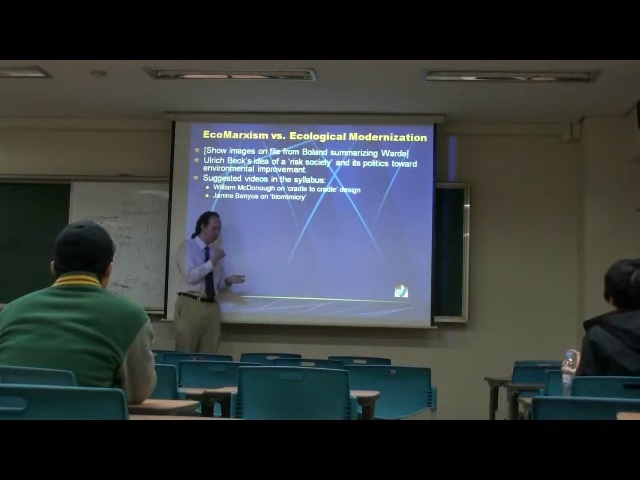 EcoMarxism vs. Ecological Modernization
[Show images on file from Boland summarizing Warde]
Ulrich Beck's idea of a 'risk society' and its politics toward
environmental improvement.
Suggested videos in the syllabus:
William McDonough on 'cradle to cradle' design
Janine Benyus on 'biomimicry'